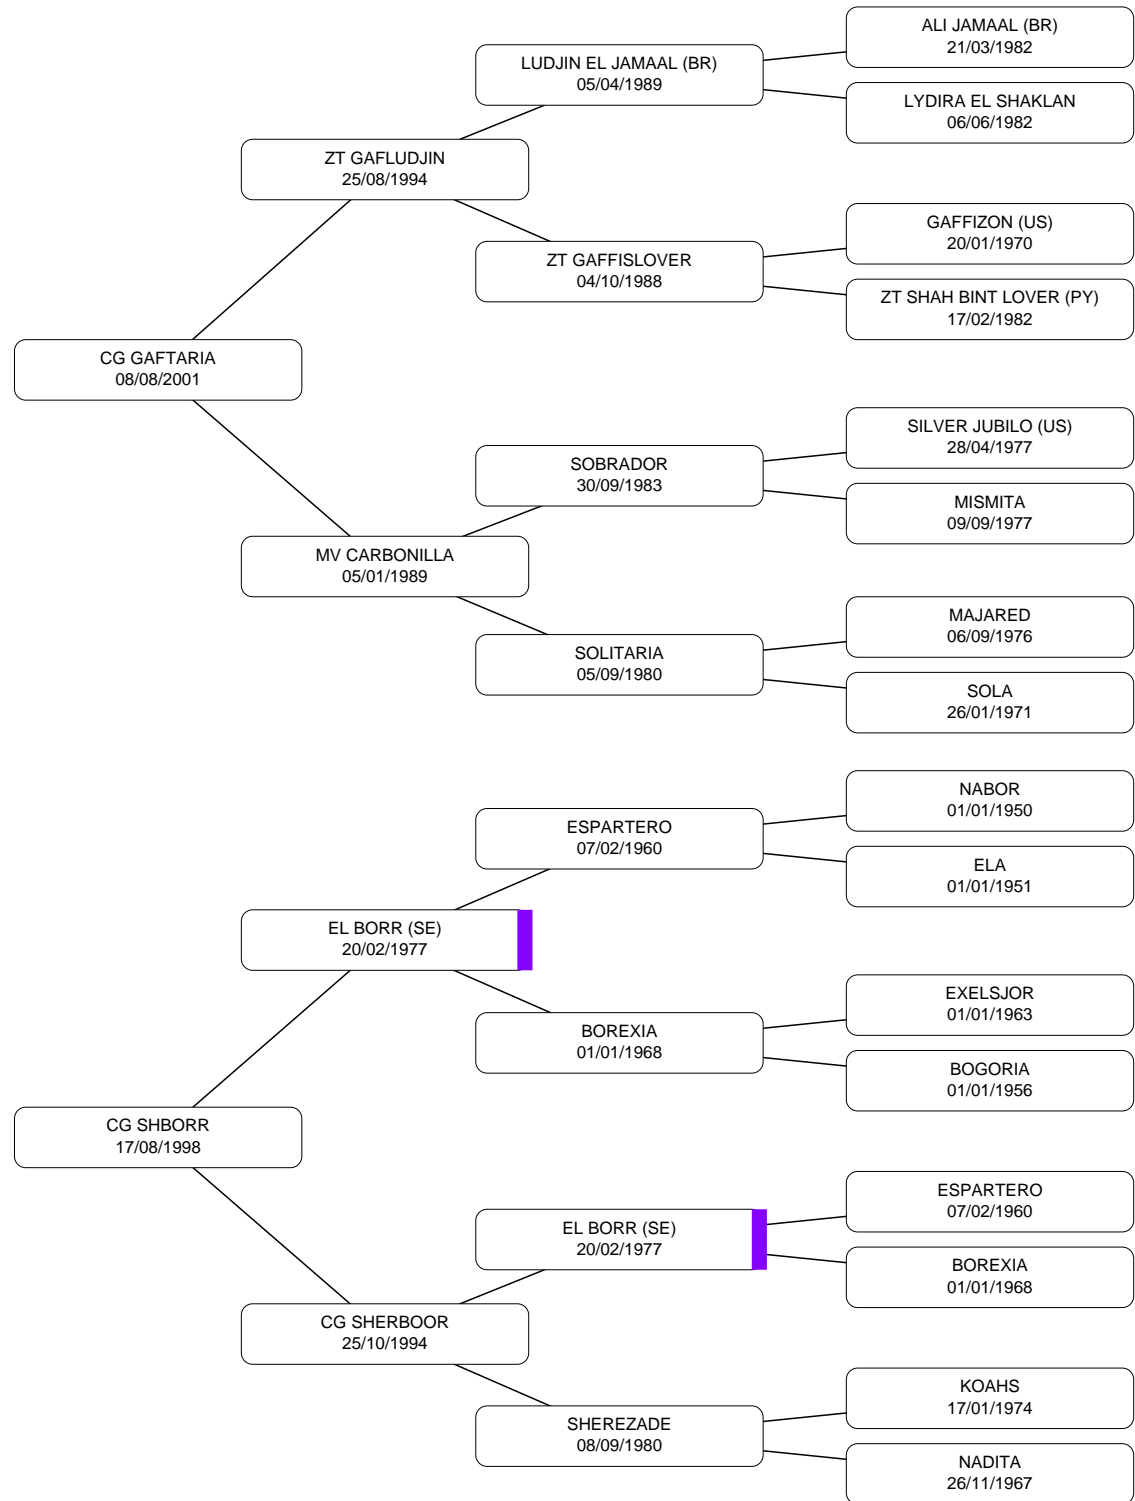 ALI JAMAAL (BR)
21/03/1982
LUDJIN EL JAMAAL (BR)
05/04/1989
LYDIRA EL SHAKLAN
06/06/1982
ZT GAFLUDJIN
25/08/1994
GAFFIZON (US)
20/01/1970
ZT GAFFISLOVER
04/10/1988
ZT SHAH BINT LOVER (PY)
17/02/1982
CG GAFTARIA
08/08/2001
SILVER JUBILO (US)
28/04/1977
SOBRADOR
30/09/1983
MISMITA
09/09/1977
MV CARBONILLA
05/01/1989
MAJARED
06/09/1976
SOLITARIA
05/09/1980
SOLA
26/01/1971
NABOR
01/01/1950
ESPARTERO
07/02/1960
ELA
01/01/1951
EL BORR (SE)
20/02/1977
EXELSJOR
01/01/1963
BOREXIA
01/01/1968
BOGORIA
01/01/1956
CG SHBORR
17/08/1998
ESPARTERO
07/02/1960
EL BORR (SE)
20/02/1977
BOREXIA
01/01/1968
CG SHERBOOR
25/10/1994
KOAHS
17/01/1974
SHEREZADE
08/09/1980
NADITA
26/11/1967